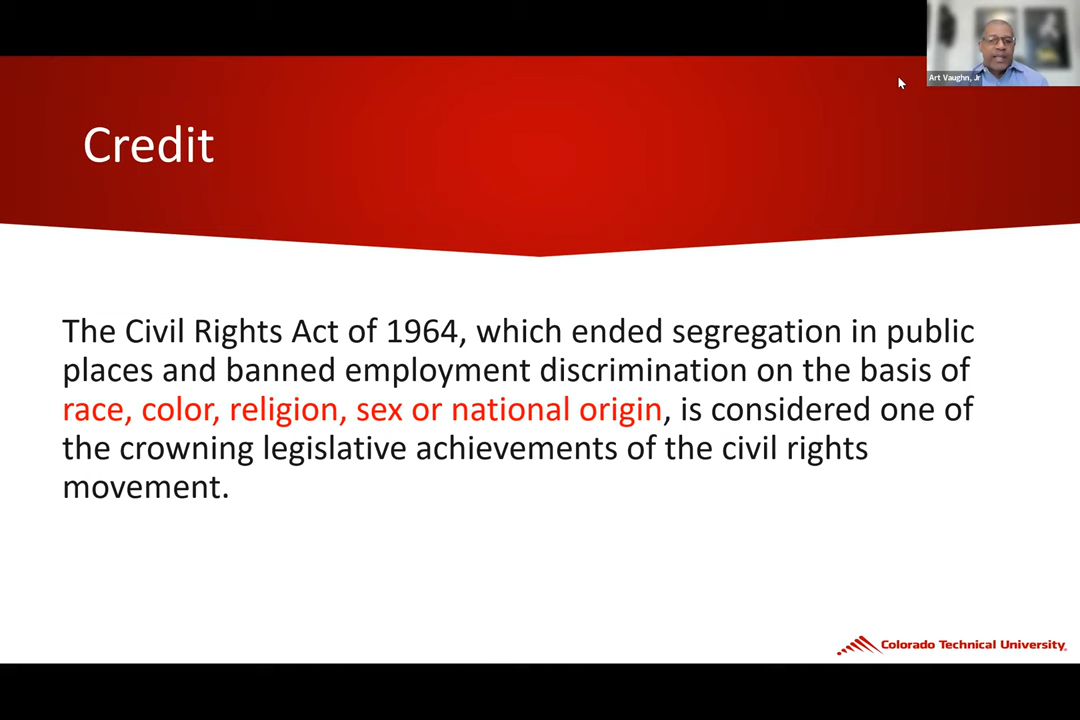 Art Vaughn, Jr
Credit
The Civil Rights Act of 1964, which ended segregation in public
places and banned employment discrimination on the basis of
race, color, religion, sex or national origin, is considered one of
the crowning legislative achievements of the civil rights
movement.
Colorado Technical University